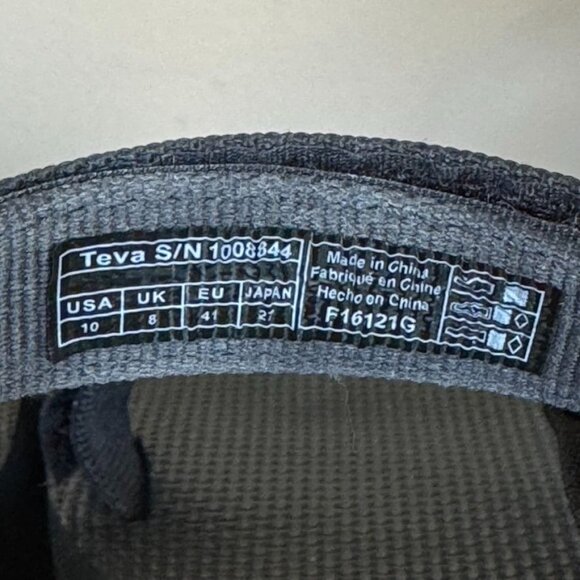 Teva S/N 1008844
USA UK EU JAPAN
10 8 41 27
Made in China
Fabriqué en Chine
Hecho en China
F16121G